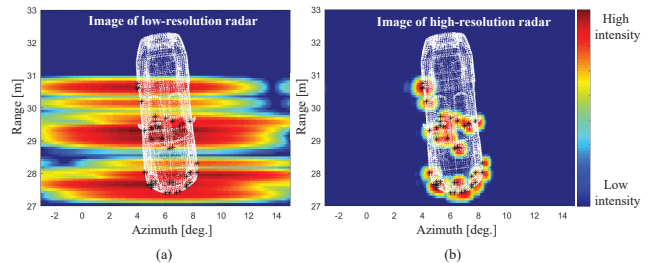 Image of low-resolution radar
Range [m]
33
32
31
30
29
28
27
-2 0 2 4 6 8 10 12 14
Azimuth [deg.]
(a)
Image of high-resolution radar
Range [m]
33
32
31
30
29
28
27
-2 0 2 4 6 8 10 12 14
Azimuth [deg.]
(b)
High
intensity
Low
intensity